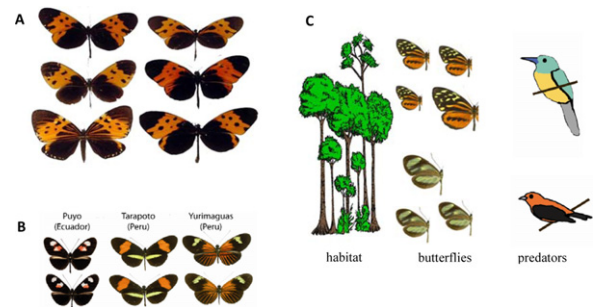 A
C
B
Puyo
(Ecuador)
Tarapoto
(Peru)
Yurimaguas
(Peru)
habitat
butterflies
predators